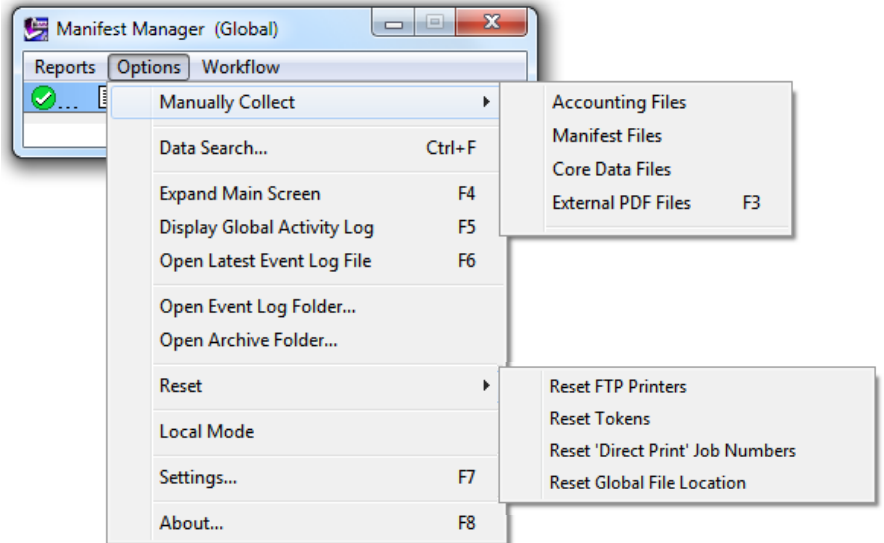 Manifest Manager (Global)
Reports Options Workflow
...
Manually Collect
Data Search... Ctrl+F
Expand Main Screen F4
Display Global Activity Log F5
Open Latest Event Log File F6
Open Event Log Folder...
Open Archive Folder...
Reset
Local Mode
Settings... F7
About... F8
Accounting Files
Manifest Files
Core Data Files
External PDF Files F3
Reset FTP Printers
Reset Tokens
Reset 'Direct Print' Job Numbers
Reset Global File Location